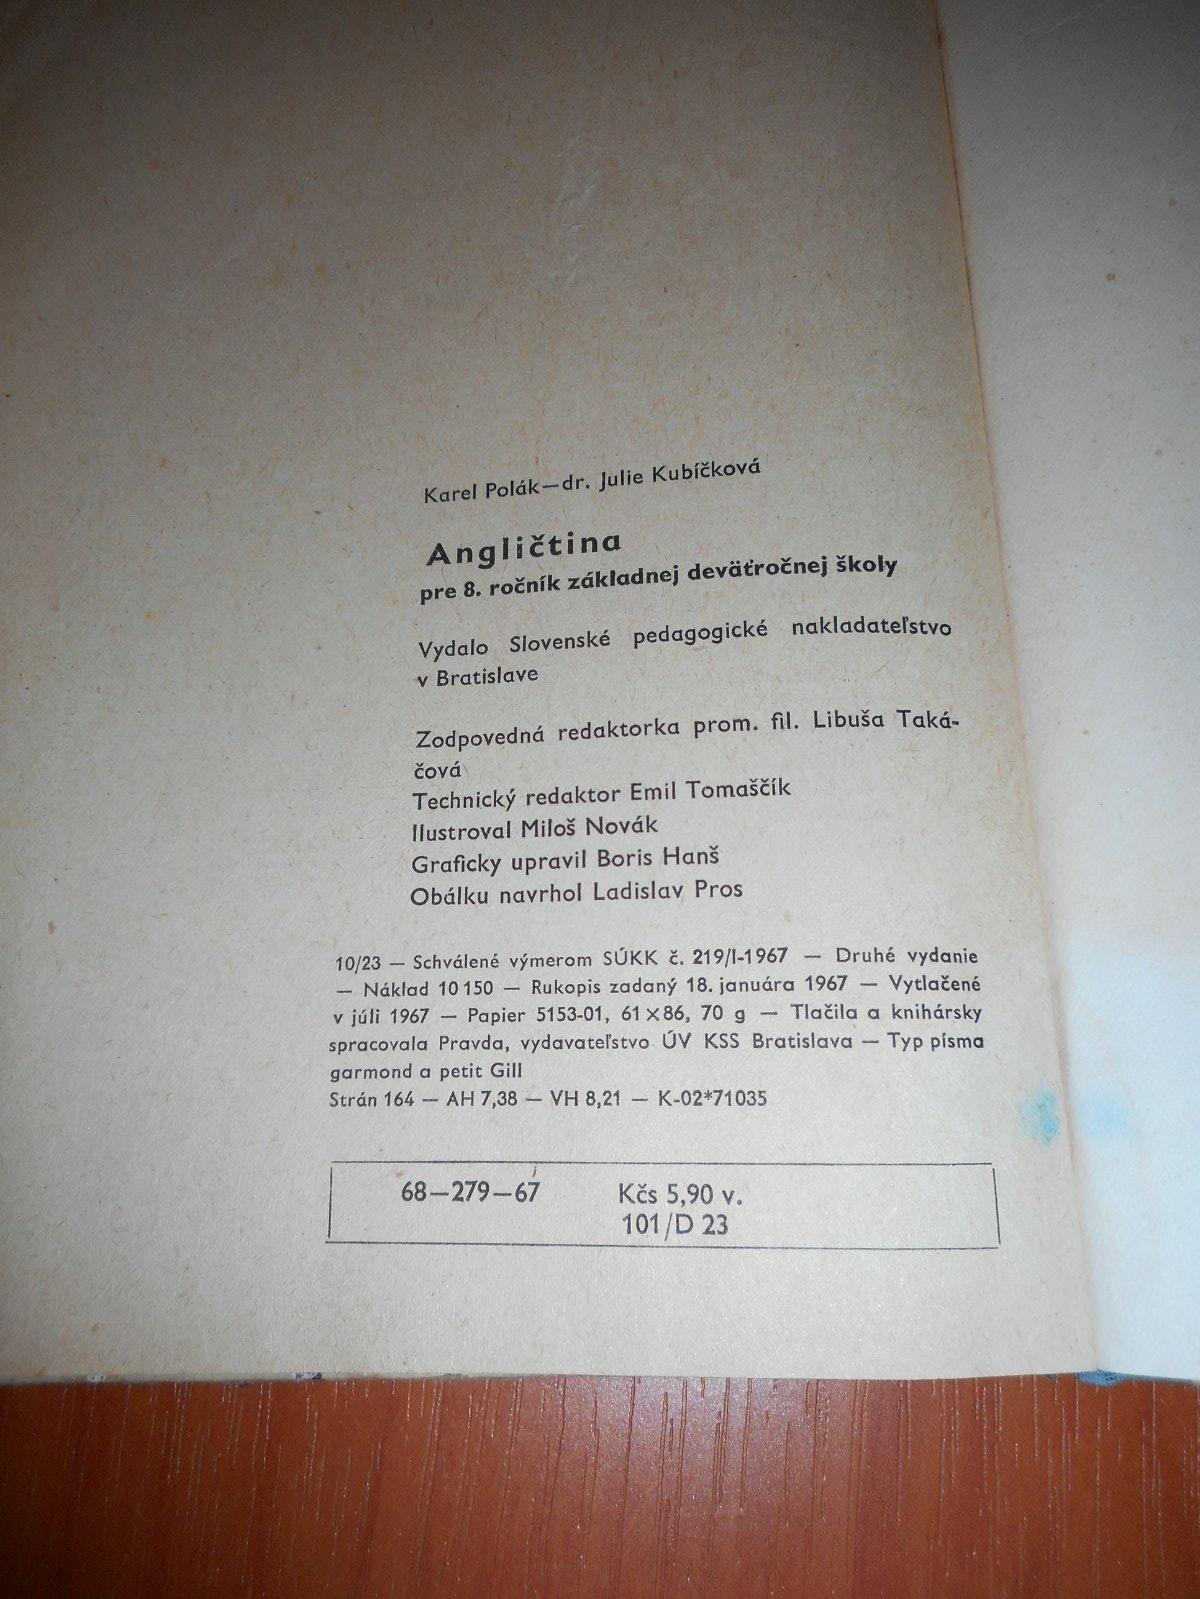 Karel Polák—dr. Julie Kubíčková
Angličtina
pre 8. ročník základnej deväťročnej školy
Vydalo Slovenské pedagogické nakladateľstvo
v Bratislave
Zodpovedná redaktorka prom. fil. Libuša Taká-
čová
Technický redaktor Emil Tomaščík
Ilustroval Miloš Novák
Graficky upravil Boris Hanš
Obálku navrhol Ladislav Pros
10/23 — Schválené výmerom SÚKK č. 219/I-1967 — Druhé vydanie
— Náklad 10 150 — Rukopis zadaný 18. januára 1967 — Vytlačené
v júli 1967 — Papier 5153-01, 61×86, 70 g — Tlačila a knihársky
spracovala Pravda, vydavateľstvo ÚV KSS Bratislava — Typ písma
garmond a petit Gill
Strán 164 — AH 7,38 — VH 8,21 — K-02*71035
68—279—67 Kčs 5,90 v.
101/D 23